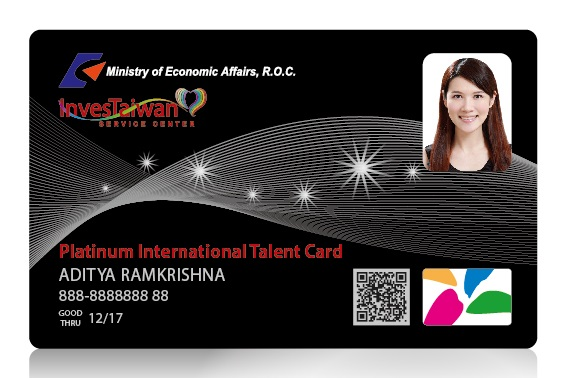 Ministry of Economic Affairs, R.O.C.
InvesTaiwan
SERVICE CENTER
Platinum International Talent Card
ADITYA RAMKRISHNA
888-8888888 88
GOOD
THRU 12/17